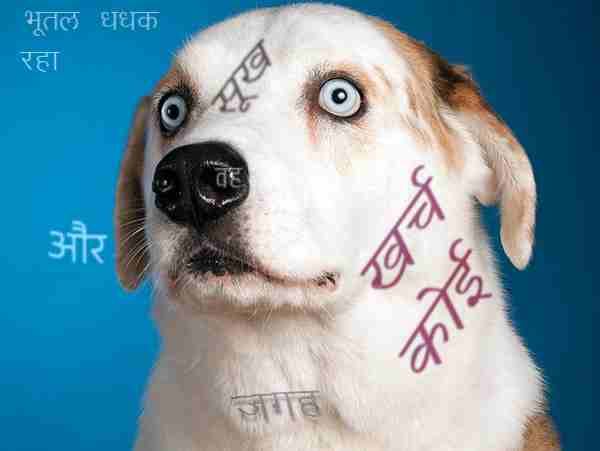 भूतल धधक
रहा
सूख
वह
खर्च
और
कोई
जगह